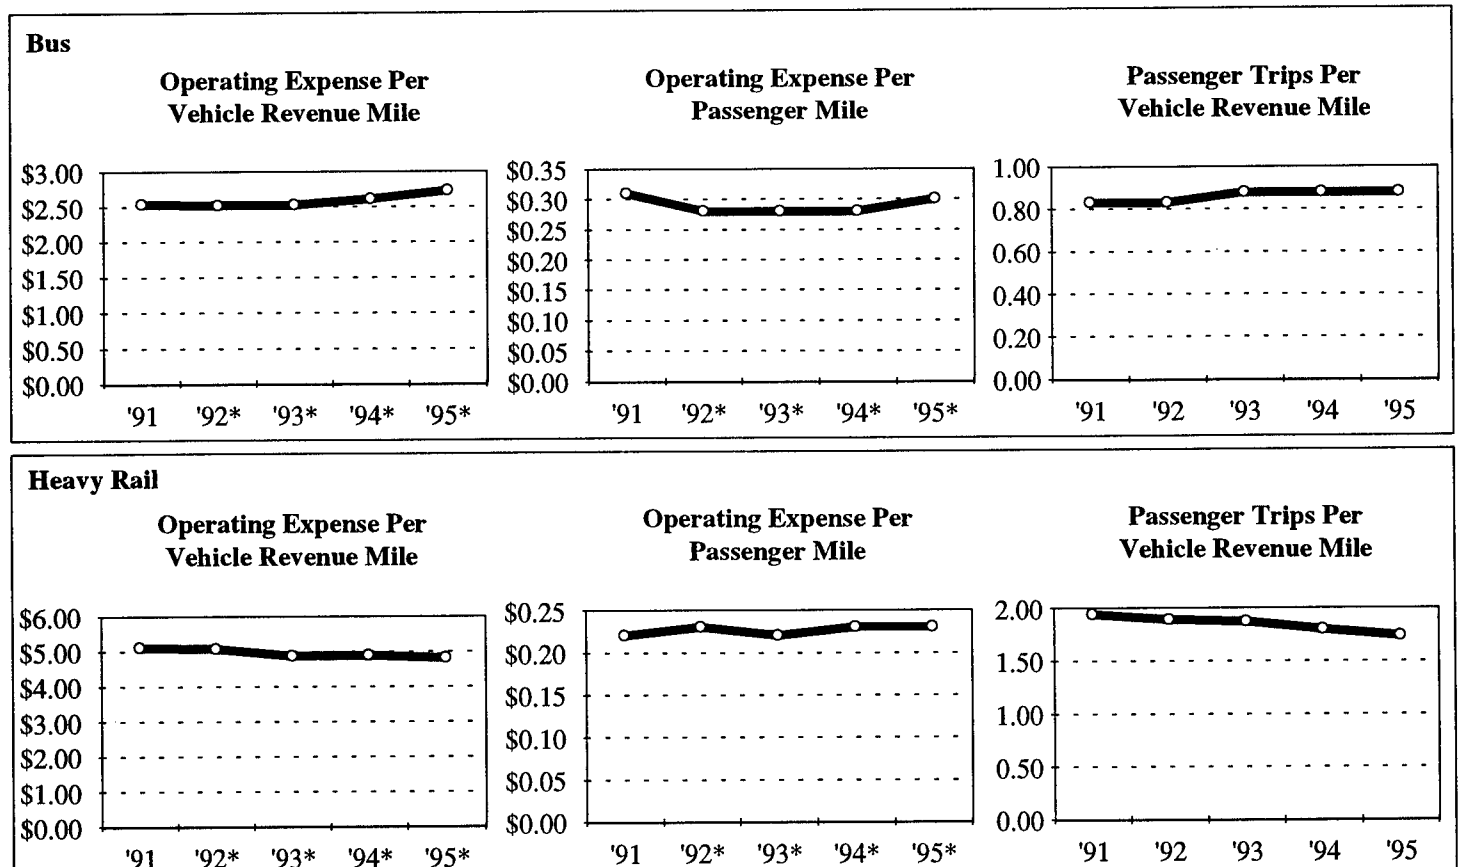 Bus
Operating Expense Per
Vehicle Revenue Mile
$3.00
$2.50
$2.00
$1.50
$1.00
$0.50
$0.00
'91 '92* '93* '94* '95*
Operating Expense Per
Passenger Mile
$0.35
$0.30
$0.25
$0.20
$0.15
$0.10
$0.05
$0.00
'91 '92* '93* '94* '95*
Passenger Trips Per
Vehicle Revenue Mile
1.00
0.80
0.60
0.40
0.20
0.00
'91 '92 '93 '94 '95
Heavy Rail
Operating Expense Per
Vehicle Revenue Mile
$6.00
$5.00
$4.00
$3.00
$2.00
$1.00
$0.00
'91 '92* '93* '94* '95*
Operating Expense Per
Passenger Mile
$0.25
$0.20
$0.15
$0.10
$0.05
$0.00
'91 '92* '93* '94* '95*
Passenger Trips Per
Vehicle Revenue Mile
2.00
1.50
1.00
0.50
0.00
'91 '92 '93 '94 '95